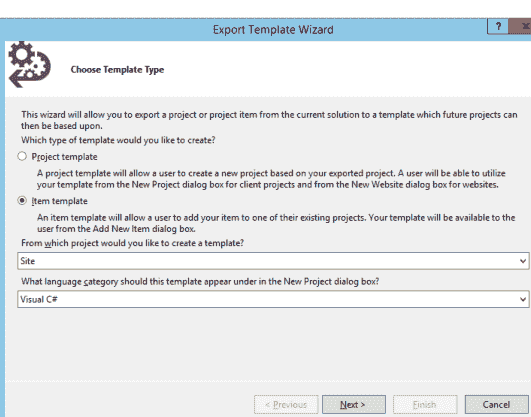 Export Template Wizard
?
x
Choose Template Type
This wizard will allow you to export a project or project item from the current solution to a template which future projects can
then be based upon.
Which type of template would you like to create?
Project template
A project template will allow a user to create a new project based on your exported project. A user will be able to utilize
your template from the New Project dialog box for client projects and from the New Website dialog box for websites.
Item template
An item template will allow a user to add your item to one of their existing projects. Your template will be available to the
user from the Add New Item dialog box.
From which project would you like to create a template?
Site
What language category should this template appear under in the New Project dialog box?
Visual C#
< Previous Next > Finish Cancel